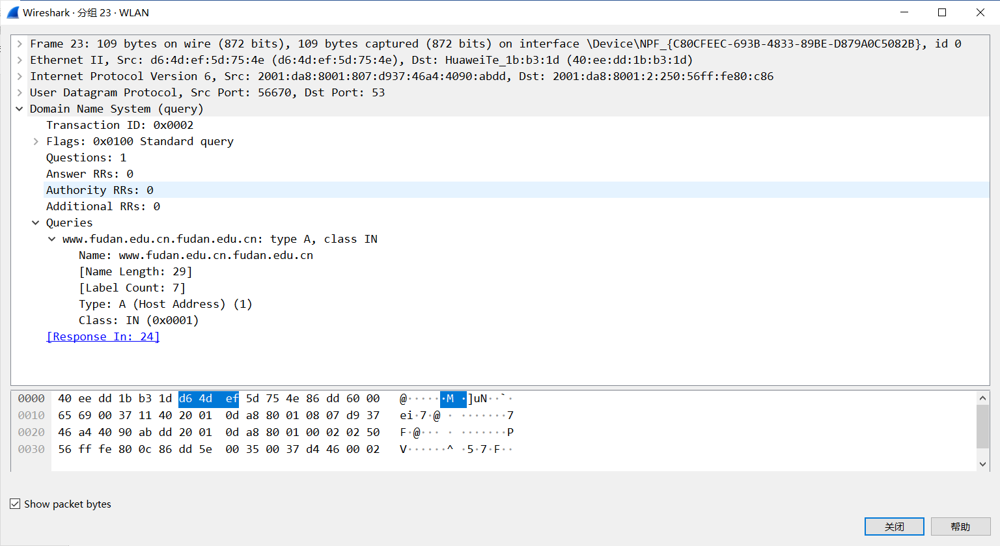 Wireshark · 分组 23 · WLAN
Frame 23: 109 bytes on wire (872 bits), 109 bytes captured (872 bits) on interface \Device\NPF_{C80CFEEC-693B-4833-89BE-D879A0C5082B}, id 0
Ethernet II, Src: d6:4d:ef:5d:75:4e (d6:4d:ef:5d:75:4e), Dst: HuaweiTe_1b:b3:1d (40:ee:dd:1b:b3:1d)
Internet Protocol Version 6, Src: 2001:da8:8001:807:d937:46a4:4090:abdd, Dst: 2001:da8:8001:2:250:56ff:fe80:c86
User Datagram Protocol, Src Port: 56670, Dst Port: 53
Domain Name System (query)
Transaction ID: 0x0002
Flags: 0x0100 Standard query
Questions: 1
Answer RRs: 0
Authority RRs: 0
Additional RRs: 0
Queries
www.fudan.edu.cn.fudan.edu.cn: type A, class IN
Name: www.fudan.edu.cn.fudan.edu.cn
[Name Length: 29]
[Label Count: 7]
Type: A (Host Address) (1)
Class: IN (0x0001)
[Response In: 24]
0000 40 ee dd 1b b3 1d d6 4d ef 5d 75 4e 86 dd 60 00 @·····​·M ·]uN··`·
0010 65 69 00 37 11 40 20 01 0d a8 80 01 08 07 d9 37 ei·7·@ · ·······7
0020 46 a4 40 90 ab dd 20 01 0d a8 80 01 00 02 02 50 F·@··· · ·······P
0030 56 ff fe 80 0c 86 dd 5e 00 35 00 37 d4 46 00 02 V······^ ·5·7·F··
Show packet bytes
关闭
帮助